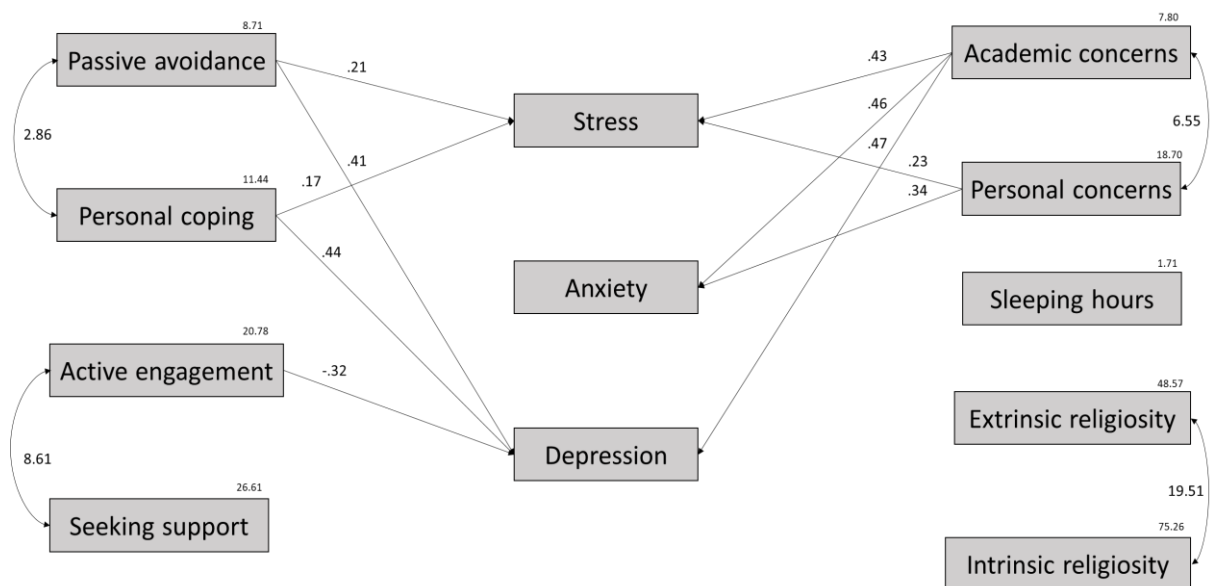 8.71
Passive avoidance
2.86
11.44
Personal coping
20.78
Active engagement
8.61
26.61
Seeking support
.21
.41
.17
.44
-.32
Stress
Anxiety
Depression
.43
.46
.47
.23
.34
7.80
Academic concerns
6.55
18.70
Personal concerns
1.71
Sleeping hours
48.57
Extrinsic religiosity
19.51
75.26
Intrinsic religiosity